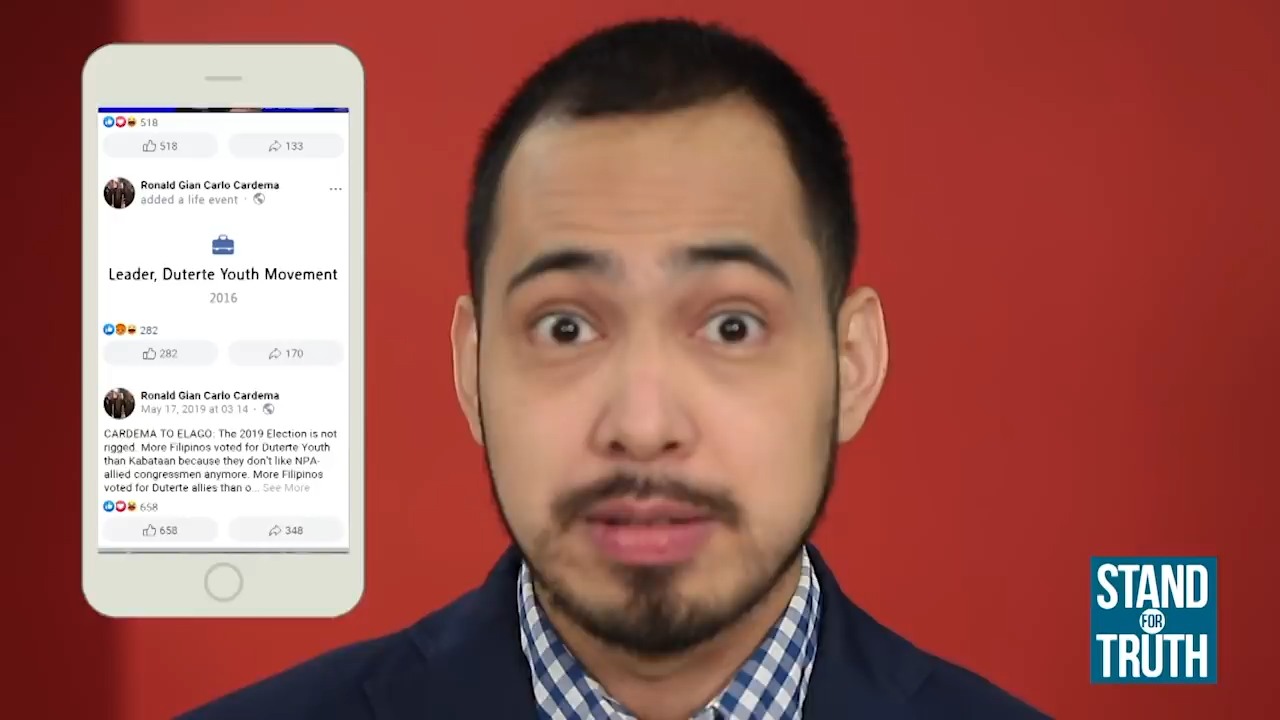 518
518 133
Ronald Gian Carlo Cardema
added a life event ·
Leader, Duterte Youth Movement
2016
282
282 170
Ronald Gian Carlo Cardema
May 17, 2019 at 03 14 ·
CARDEMA TO ELAGO: The 2019 Election is not
rigged. More Filipinos voted for Duterte Youth
than Kabataan because they don't like NPA-
allied congressmen anymore. More Filipinos
voted for Duterte allies than o... See More
658
658 348
STAND
FOR
TRUTH